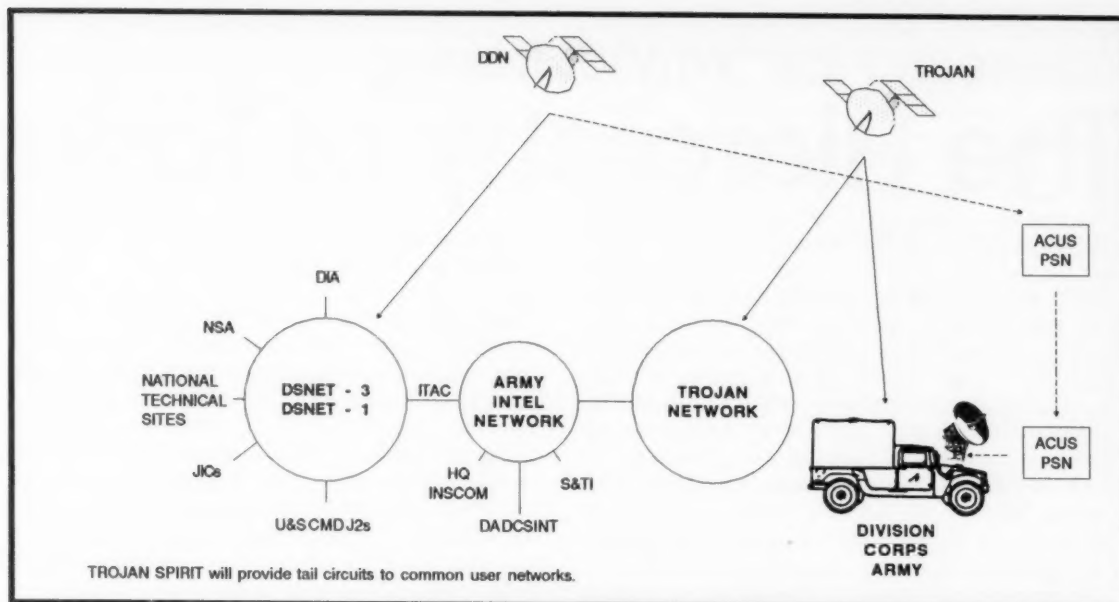 DDN
TROJAN
ACUS
PSN
DIA
NSA
NATIONAL
TECHNICAL
SITES
JICs
U&S CMD J2s
DSNET - 3
DSNET - 1
ITAC
ARMY
INTEL
NETWORK
HQ
INSCOM
DADCSINT
S&TI
TROJAN
NETWORK
ACUS
PSN
DIVISION
CORPS
ARMY
TROJAN SPIRIT will provide tail circuits to common user networks.